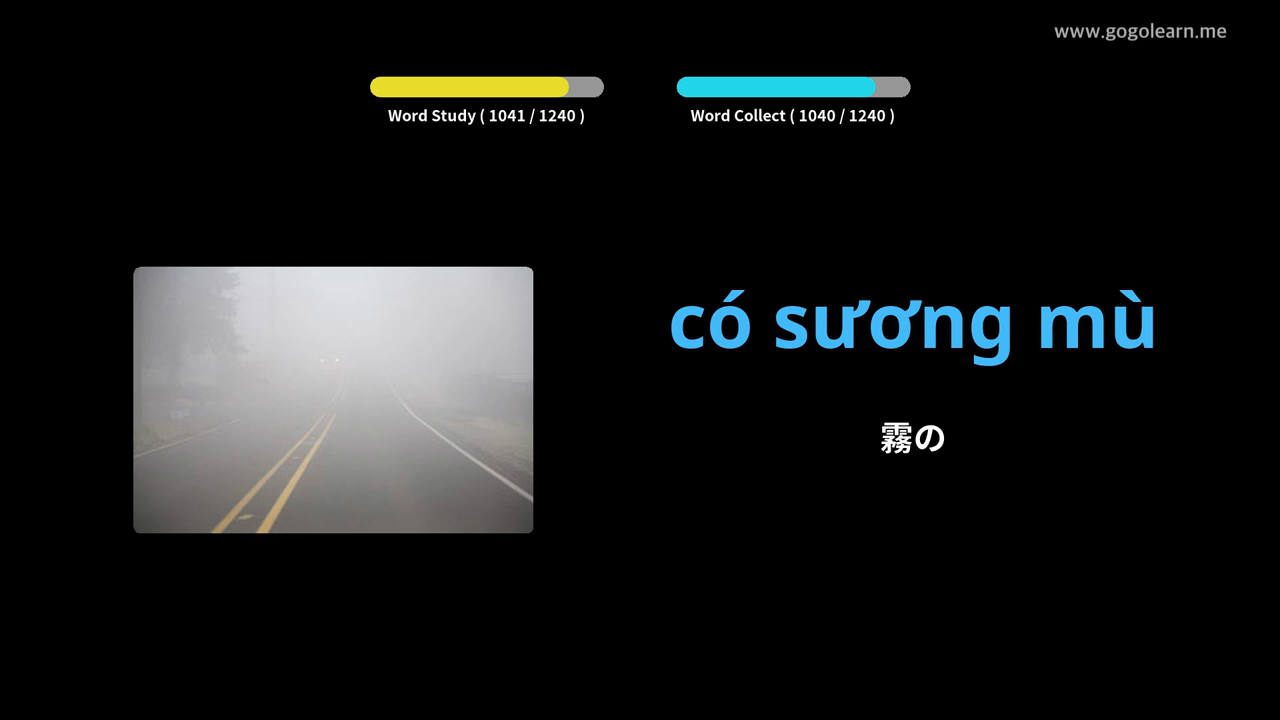 www.gogolearn.me
Word Study ( 1041 / 1240 )
Word Collect ( 1040 / 1240 )
có sương mù
霧の